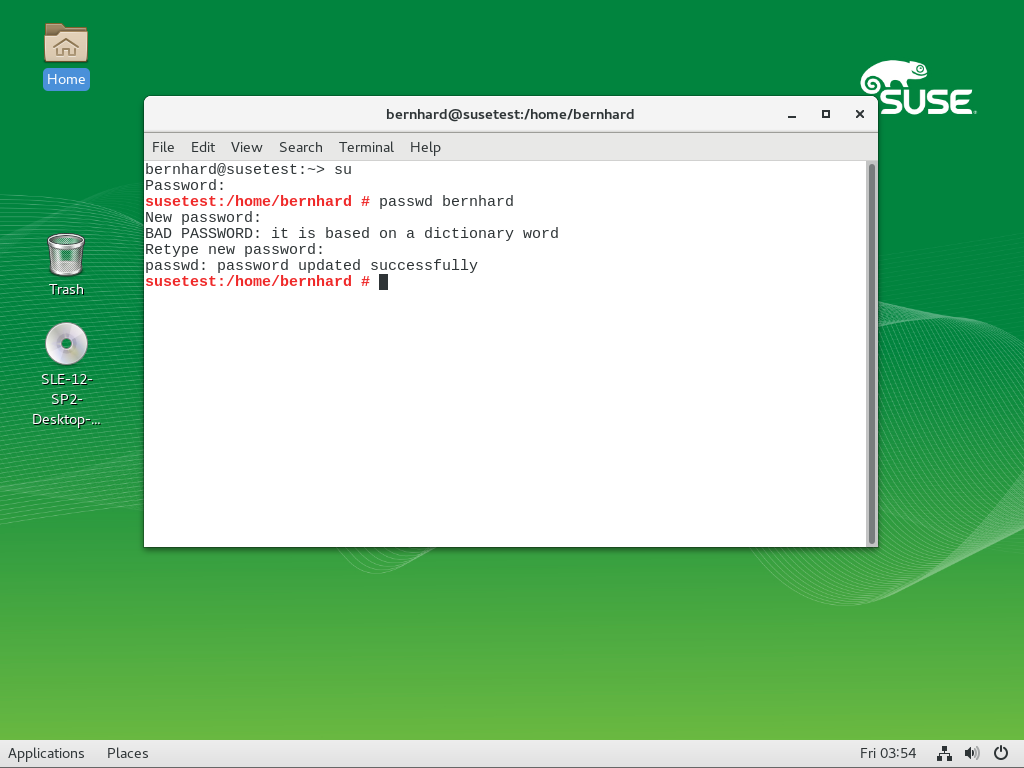 Home
SUSE
bernhard@susetest:/home/bernhard
File Edit View Search Terminal Help
bernhard@susetest:~> su
Password:
susetest:/home/bernhard # passwd bernhard
New password:
BAD PASSWORD: it is based on a dictionary word
Retype new password:
passwd: password updated successfully
susetest:/home/bernhard #
Trash
SLE-12-
SP2-
Desktop-...
Applications Places Fri 03:54